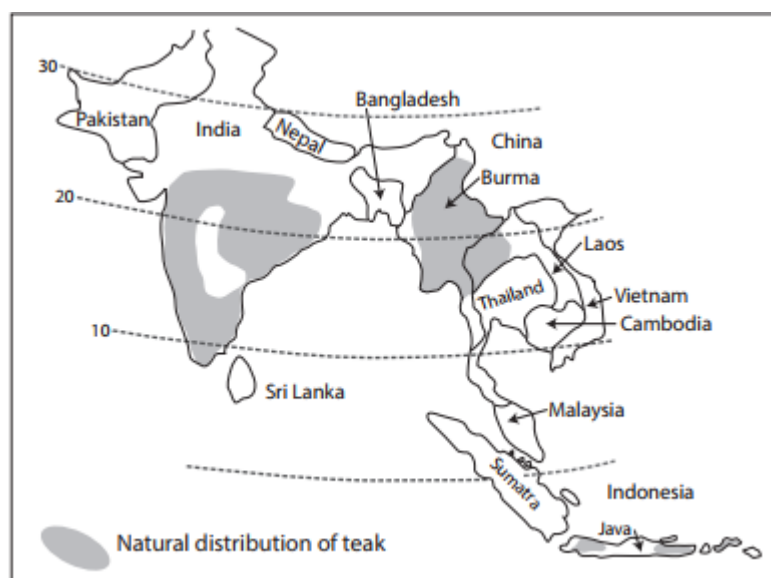 30
Bangladesh
Pakistan
India
Nepal
China
Burma
20
Laos
Thailand
Vietnam
10
Cambodia
Sri Lanka
Malaysia
Sumatra
Indonesia
Java
Natural distribution of teak